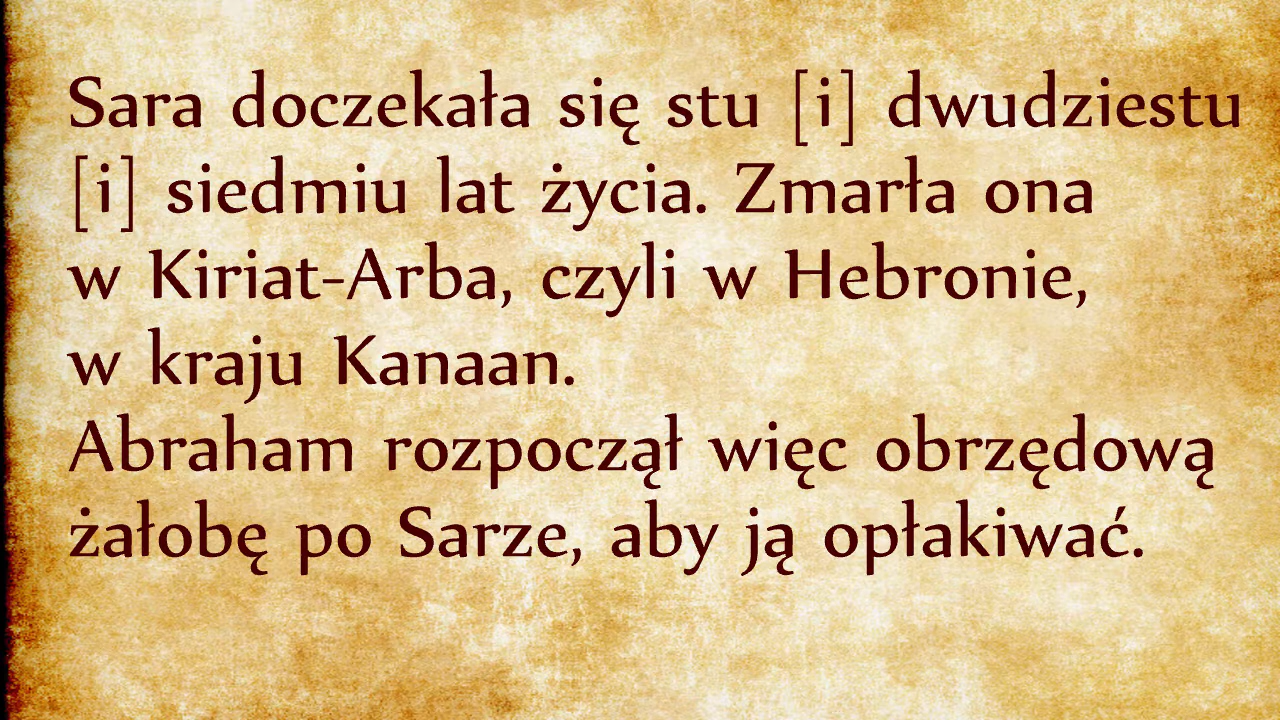 Sara doczekała się stu [i] dwudziestu
[i] siedmiu lat życia. Zmarła ona
w Kiriat-Arba, czyli w Hebronie,
w kraju Kanaan.
Abraham rozpoczął więc obrzędową
żałobę po Sarze, aby ją opłakiwać.